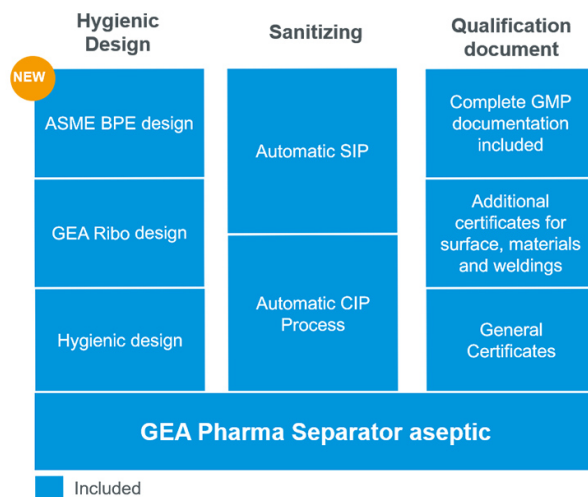 Hygienic
Design
Sanitizing
Qualification
document
NEW
ASME BPE design
GEA Ribo design
Hygienic design
Automatic SIP
Automatic CIP
Process
Complete GMP
documentation
included
Additional
certificates for
surface, materials
and weldings
General
Certificates
GEA Pharma Separator aseptic
Included